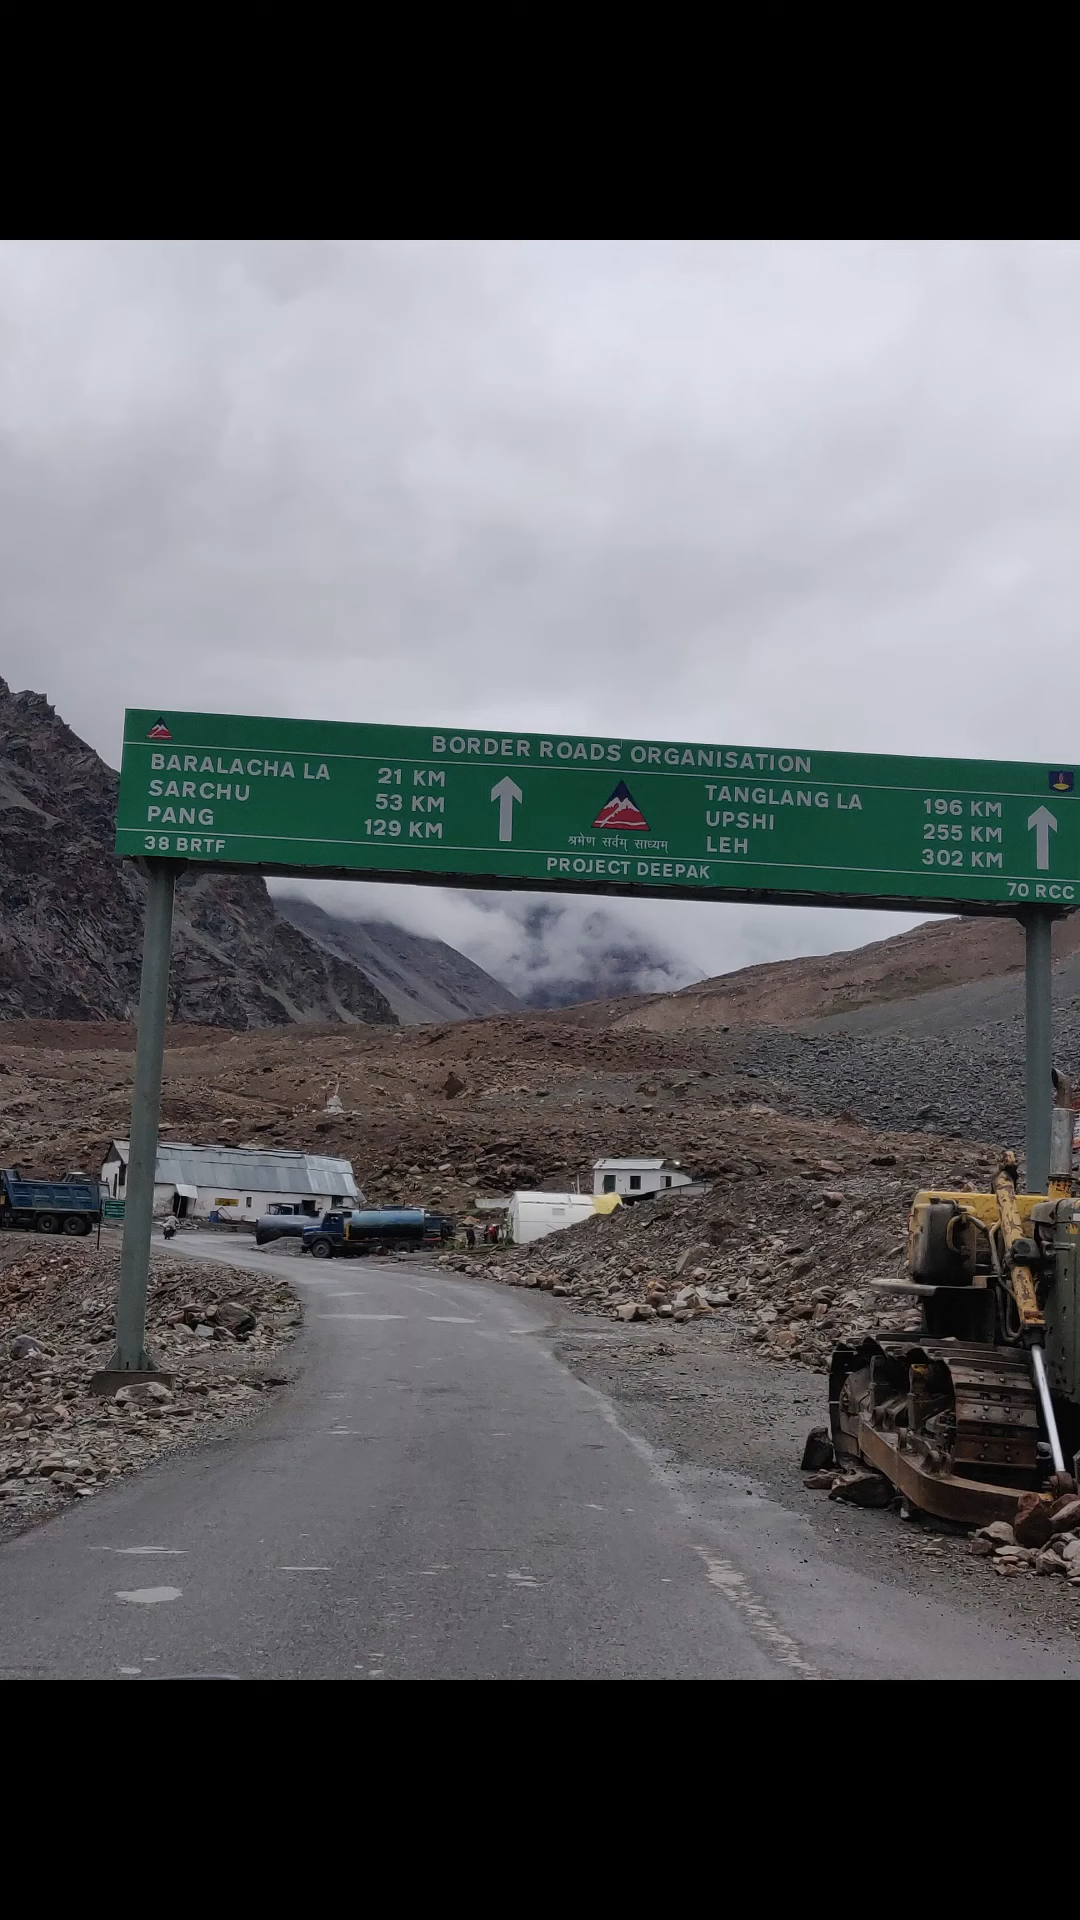 BORDER ROADS ORGANISATION
BARALACHA LA 21 KM
SARCHU 53 KM
PANG 129 KM
38 BRTF
श्रमेण सर्वम् साध्यम्
PROJECT DEEPAK
TANGLANG LA 196 KM
UPSHI 255 KM
LEH 302 KM
70 RCC